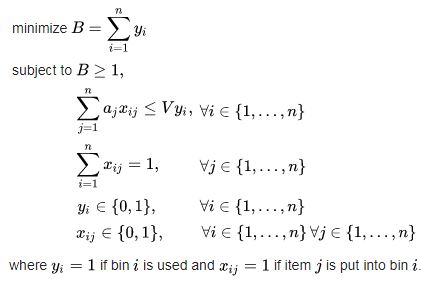 minimize B = ∑_{i=1}^{n} y_i
subject to B ≥ 1,
∑_{j=1}^{n} a_j x_{ij} ≤ V y_i, ∀i ∈ {1, …, n}
∑_{i=1}^{n} x_{ij} = 1, ∀j ∈ {1, …, n}
y_i ∈ {0, 1}, ∀i ∈ {1, …, n}
x_{ij} ∈ {0, 1}, ∀i ∈ {1, …, n} ∀j ∈ {1, …, n}
where y_i = 1 if bin i is used and x_{ij} = 1 if item j is put into bin i.